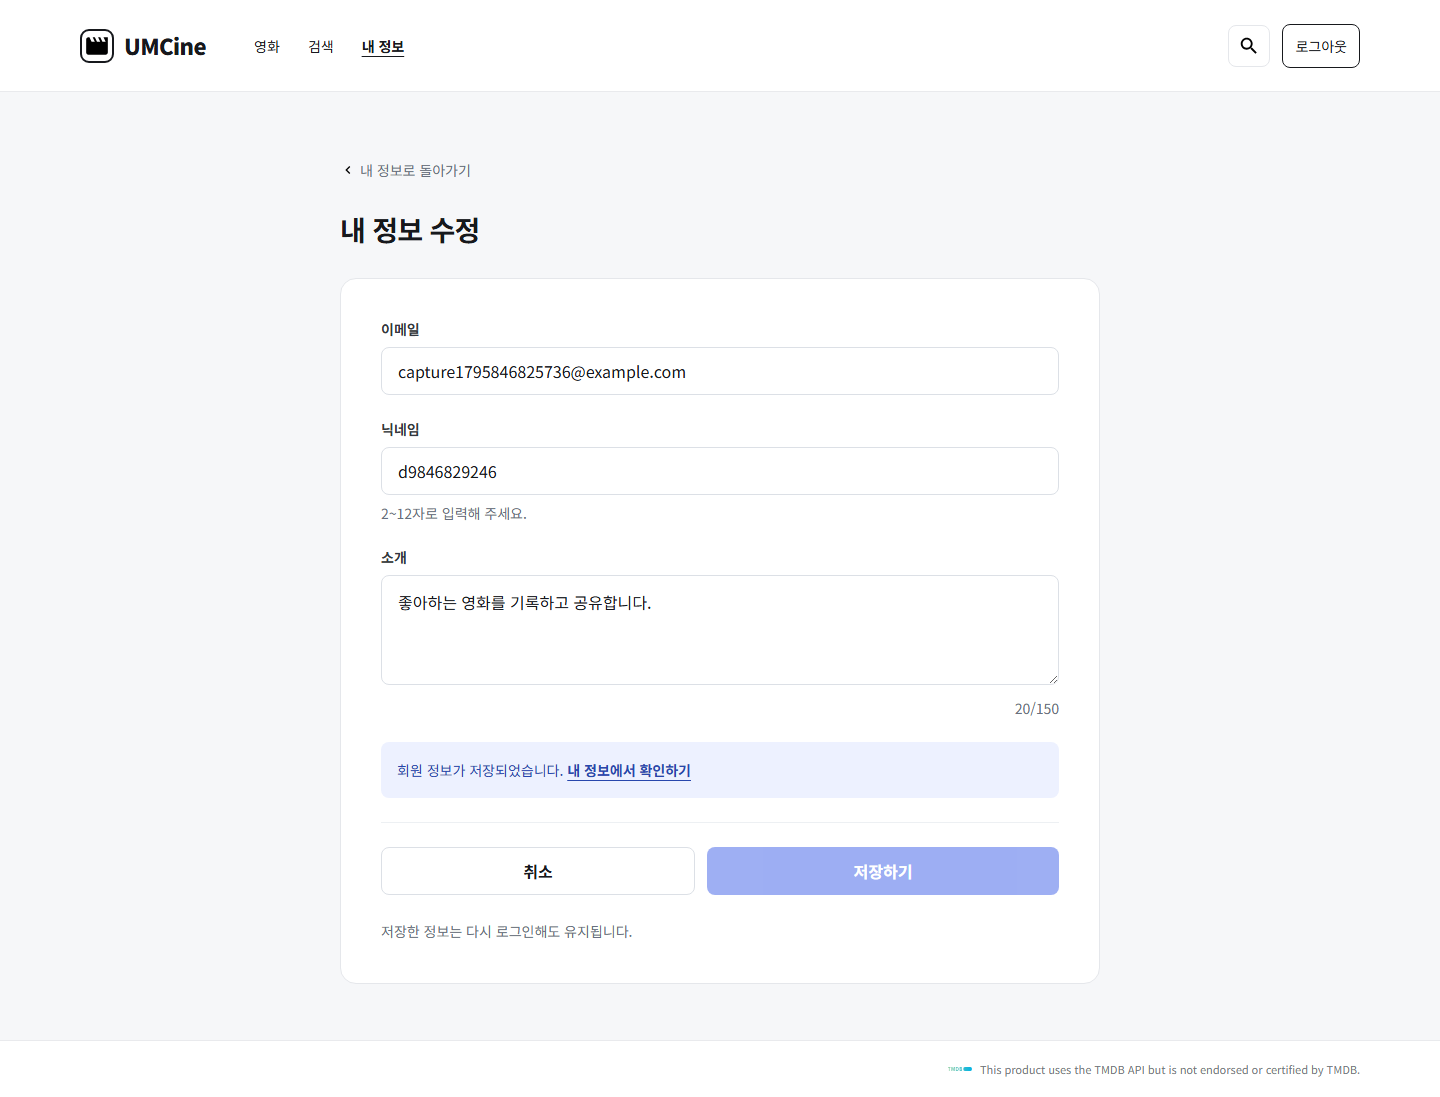 UMCine
영화
검색
내 정보
로그아웃
내 정보로 돌아가기
내 정보 수정
이메일
capture1795846825736@example.com
닉네임
d9846829246
2~12자로 입력해 주세요.
소개
좋아하는 영화를 기록하고 공유합니다.
20/150
회원 정보가 저장되었습니다. 내 정보에서 확인하기
취소
저장하기
저장한 정보는 다시 로그인해도 유지됩니다.
TMDB This product uses the TMDB API but is not endorsed or certified by TMDB.